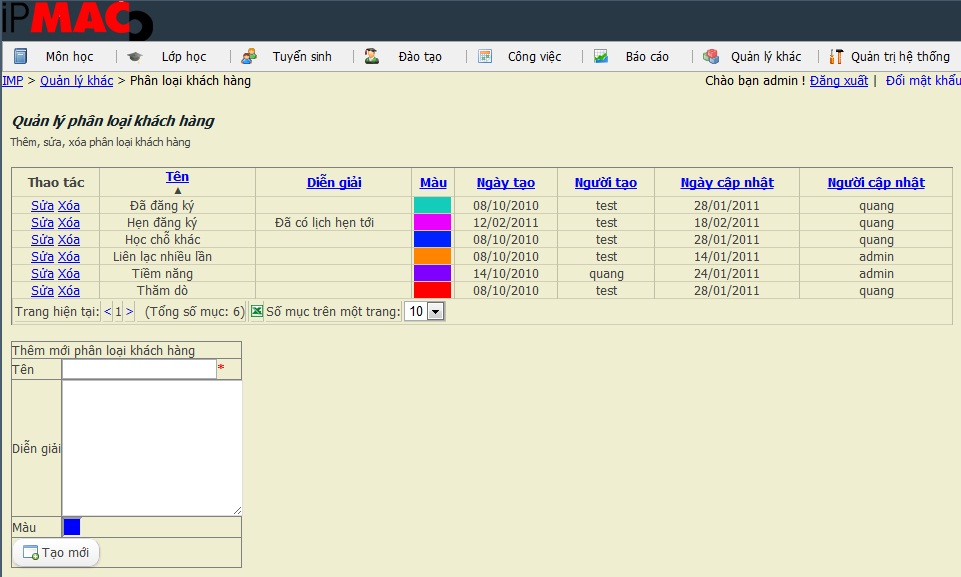 iPMAC
Môn học Lớp học Tuyển sinh Đào tạo Công việc Báo cáo Quản lý khác Quản trị hệ thống
IMP > Quản lý khác > Phân loại khách hàng Chào bạn admin ! Đăng xuất | Đổi mật khẩu
Quản lý phân loại khách hàng
Thêm, sửa, xóa phân loại khách hàng
Thao tác Tên ▲ Diễn giải Màu Ngày tạo Người tạo Ngày cập nhật Người cập nhật
Sửa Xóa Đã đăng ký 08/10/2010 test 28/01/2011 quang
Sửa Xóa Hẹn đăng ký Đã có lịch hẹn tới 12/02/2011 test 18/02/2011 quang
Sửa Xóa Học chỗ khác 08/10/2010 test 28/01/2011 quang
Sửa Xóa Liên lạc nhiều lần 08/10/2010 test 14/01/2011 admin
Sửa Xóa Tiềm năng 14/10/2010 quang 24/01/2011 admin
Sửa Xóa Thăm dò 08/10/2010 test 28/01/2011 quang
Trang hiện tại: < 1 > (Tổng số mục: 6) Số mục trên một trang: 10
Thêm mới phân loại khách hàng
Tên *
Diễn giải
Màu
Tạo mới